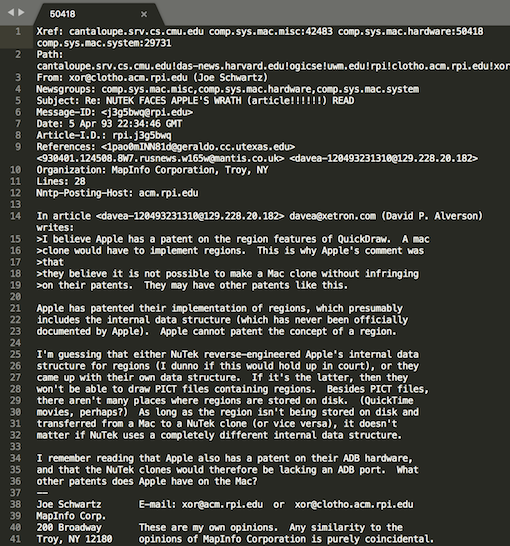 50418 ×
1 Xref: cantaloupe.srv.cs.cmu.edu comp.sys.mac.misc:42483 comp.sys.mac.hardware:50418
comp.sys.mac.system:29731
2 Path:
cantaloupe.srv.cs.cmu.edu!das-news.harvard.edu!ogicse!uwm.edu!rpi!clotho.acm.rpi.edu!xor
3 From: xor@clotho.acm.rpi.edu (Joe Schwartz)
4 Newsgroups: comp.sys.mac.misc,comp.sys.mac.hardware,comp.sys.mac.system
5 Subject: Re: NUTEK FACES APPLE'S WRATH (article!!!!!!) READ
6 Message-ID: <j3g5bwq@rpi.edu>
7 Date: 5 Apr 93 22:34:46 GMT
8 Article-I.D.: rpi.j3g5bwq
9 References: <1pao0mINN81d@geraldo.cc.utexas.edu>
<930401.124508.8W7.rusnews.w165w@mantis.co.uk> <davea-120493231310@129.228.20.182>
10 Organization: MapInfo Corporation, Troy, NY
11 Lines: 28
12 Nntp-Posting-Host: acm.rpi.edu
13
14 In article <davea-120493231310@129.228.20.182> davea@xetron.com (David P. Alverson)
writes:
15 >I believe Apple has a patent on the region features of QuickDraw.  A mac
16 >clone would have to implement regions.  This is why Apple's comment was
17 >that
18 >they believe it is not possible to make a Mac clone without infringing
19 >on their patents.  They may have other patents like this.
20
21 Apple has patented their implementation of regions, which presumably
22 includes the internal data structure (which has never been officially
23 documented by Apple).  Apple cannot patent the concept of a region.
24
25 I'm guessing that either NuTek reverse-engineered Apple's internal data
26 structure for regions (I dunno if this would hold up in court), or they
27 came up with their own data structure.  If it's the latter, then they
28 won't be able to draw PICT files containing regions.  Besides PICT files,
29 there aren't many places where regions are stored on disk.  (QuickTime
30 movies, perhaps?)  As long as the region isn't being stored on disk and
31 transferred from a Mac to a NuTek clone (or vice versa), it doesn't
32 matter if NuTek uses a completely different internal data structure.
33
34 I remember reading that Apple also has a patent on their ADB hardware,
35 and that the NuTek clones would therefore be lacking an ADB port.  What
36 other patents does Apple have on the Mac?
37 --
38 Joe Schwartz      E-mail: xor@acm.rpi.edu  or  xor@clotho.acm.rpi.edu
39 MapInfo Corp.
40 200 Broadway      These are my own opinions.  Any similarity to the
41 Troy, NY 12180    opinions of MapInfo Corporation is purely coincidental.